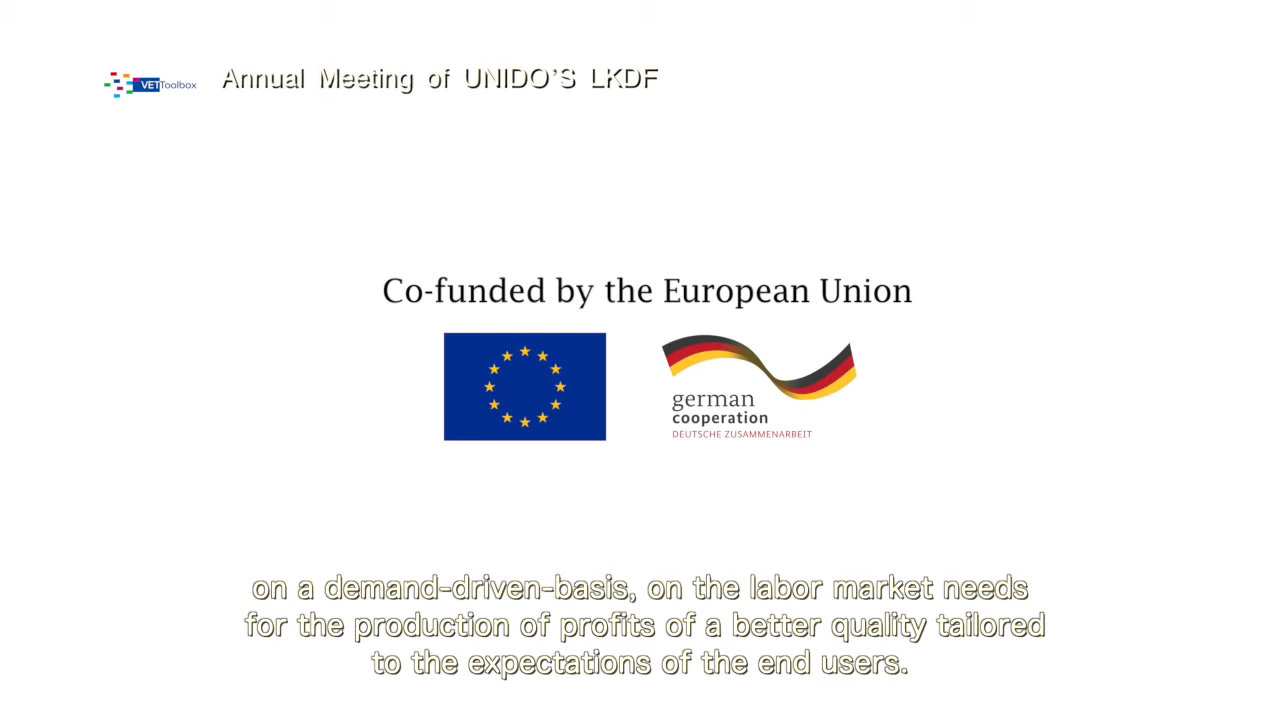 VETToolbox
Annual Meeting of UNIDO'S LKDF
Co-funded by the European Union
german
cooperation
DEUTSCHE ZUSAMMENARBEIT
on a demand-driven-basis, on the labor market needs
for the production of profits of a better quality tailored
to the expectations of the end users.